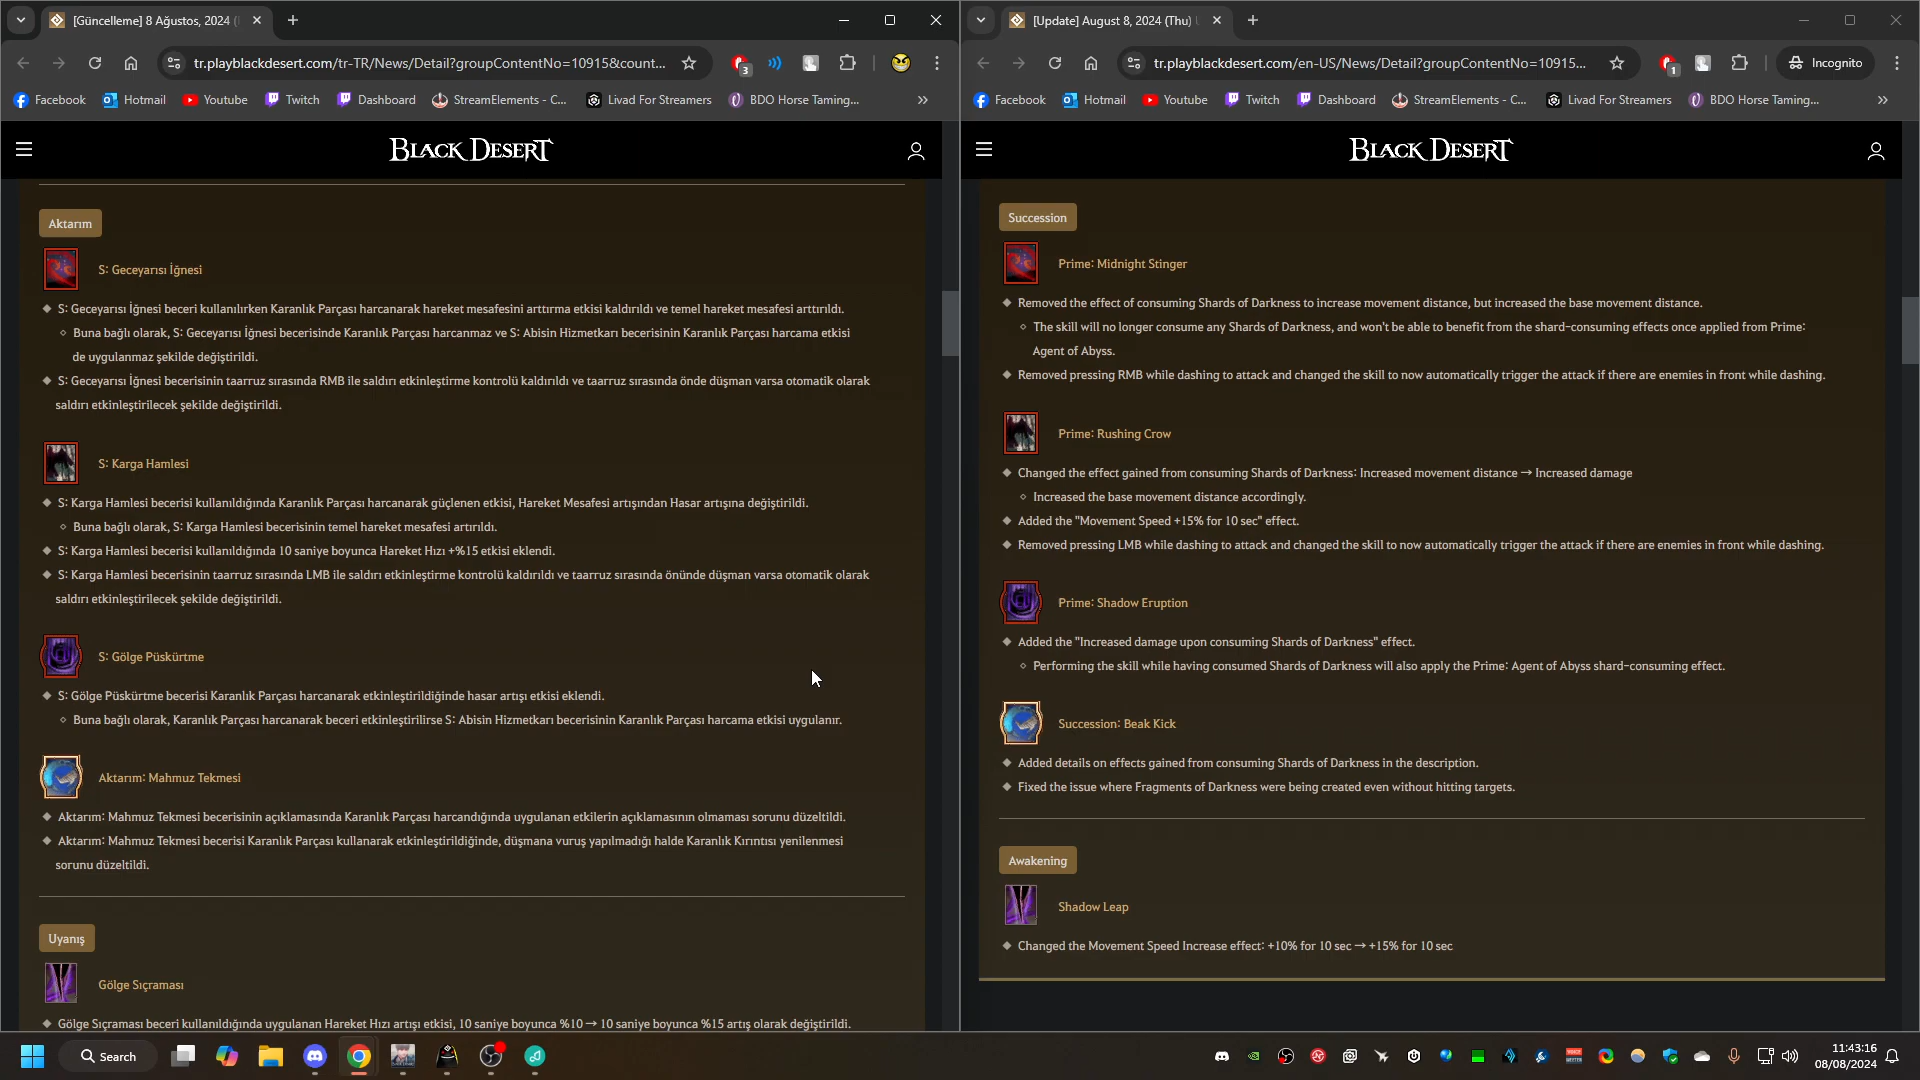 [Güncelleme] 8 Ağustos, 2024 (
tr.playblackdesert.com/tr-TR/News/Detail?groupContentNo=10915&count...
3
Facebook
Hotmail
Youtube
Twitch
Dashboard
StreamElements - C...
Livad For Streamers
BDO Horse Taming...
BLACK DESERT
Aktarım
S: Geceyarısı İğnesi
S: Geceyarısı İğnesi beceri kullanılırken Karanlık Parçası harcanarak hareket mesafesini arttırma etkisi kaldırıldı ve temel hareket mesafesi arttırıldı.
Buna bağlı olarak, S: Geceyarısı İğnesi becerisinde Karanlık Parçası harcanmaz ve S: Abisin Hizmetkarı becerisinin Karanlık Parçası harcama etkisi
de uygulanmaz şekilde değiştirildi.
S: Geceyarısı İğnesi becerisinin taarruz sırasında RMB ile saldırı etkinleştirme kontrolü kaldırıldı ve taarruz sırasında önde düşman varsa otomatik olarak
saldırı etkinleştirilecek şekilde değiştirildi.
S: Karga Hamlesi
S: Karga Hamlesi becerisi kullanıldığında Karanlık Parçası harcanarak güçlenen etkisi, Hareket Mesafesi artışından Hasar artışına değiştirildi.
Buna bağlı olarak, S: Karga Hamlesi becerisinin temel hareket mesafesi artırıldı.
S: Karga Hamlesi becerisi kullanıldığında 10 saniye boyunca Hareket Hızı +%15 etkisi eklendi.
S: Karga Hamlesi becerisinin taarruz sırasında LMB ile saldırı etkinleştirme kontrolü kaldırıldı ve taarruz sırasında önünde düşman varsa otomatik olarak
saldırı etkinleştirilecek şekilde değiştirildi.
S: Gölge Püskürtme
S: Gölge Püskürtme becerisi Karanlık Parçası harcanarak etkinleştirildiğinde hasar artışı etkisi eklendi.
Buna bağlı olarak, Karanlık Parçası harcanarak beceri etkinleştirilirse S: Abisin Hizmetkarı becerisinin Karanlık Parçası harcama etkisi uygulanır.
Aktarım: Mahmuz Tekmesi
Aktarım: Mahmuz Tekmesi becerisinin açıklamasında Karanlık Parçası harcandığında uygulanan etkilerin açıklamasının olmaması sorunu düzeltildi.
Aktarım: Mahmuz Tekmesi becerisi Karanlık Parçası kullanarak etkinleştirildiğinde, düşmana vuruş yapılmadığı halde Karanlık Kırıntısı yenilenmesi
sorunu düzeltildi.
Uyanış
Gölge Sıçraması
Gölge Sıçraması beceri kullanıldığında uygulanan Hareket Hızı artışı etkisi, 10 saniye boyunca %10 → 10 saniye boyunca %15 artış olarak değiştirildi.
[Update] August 8, 2024 (Thu)
tr.playblackdesert.com/en-US/News/Detail?groupContentNo=10915...
1
Incognito
Facebook
Hotmail
Youtube
Twitch
Dashboard
StreamElements - C...
Livad For Streamers
BDO Horse Taming...
BLACK DESERT
Succession
Prime: Midnight Stinger
Removed the effect of consuming Shards of Darkness to increase movement distance, but increased the base movement distance.
The skill will no longer consume any Shards of Darkness, and won't be able to benefit from the shard-consuming effects once applied from Prime:
Agent of Abyss.
Removed pressing RMB while dashing to attack and changed the skill to now automatically trigger the attack if there are enemies in front while dashing.
Prime: Rushing Crow
Changed the effect gained from consuming Shards of Darkness: Increased movement distance → Increased damage
Increased the base movement distance accordingly.
Added the "Movement Speed +15% for 10 sec" effect.
Removed pressing LMB while dashing to attack and changed the skill to now automatically trigger the attack if there are enemies in front while dashing.
Prime: Shadow Eruption
Added the "Increased damage upon consuming Shards of Darkness" effect.
Performing the skill while having consumed Shards of Darkness will also apply the Prime: Agent of Abyss shard-consuming effect.
Succession: Beak Kick
Added details on effects gained from consuming Shards of Darkness in the description.
Fixed the issue where Fragments of Darkness were being created even without hitting targets.
Awakening
Shadow Leap
Changed the Movement Speed Increase effect: +10% for 10 sec → +15% for 10 sec
Search
11:43:16
08/08/2024